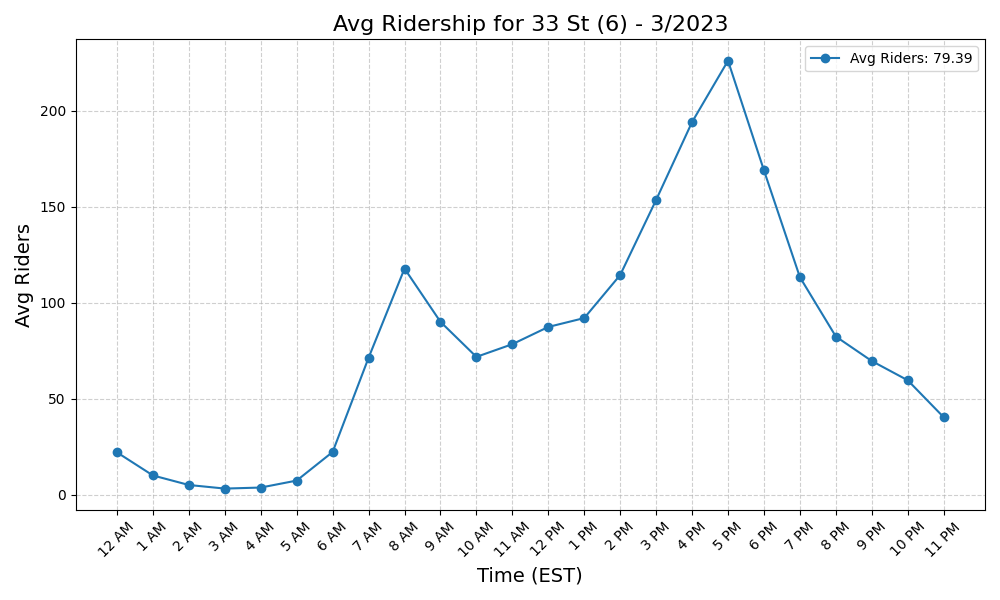 Avg Ridership for 33 St (6) - 3/2023
Avg Riders: 79.39
Avg Riders
200
150
100
50
0
12 AM
1 AM
2 AM
3 AM
4 AM
5 AM
6 AM
7 AM
8 AM
9 AM
10 AM
11 AM
12 PM
1 PM
2 PM
3 PM
4 PM
5 PM
6 PM
7 PM
8 PM
9 PM
10 PM
11 PM
Time (EST)